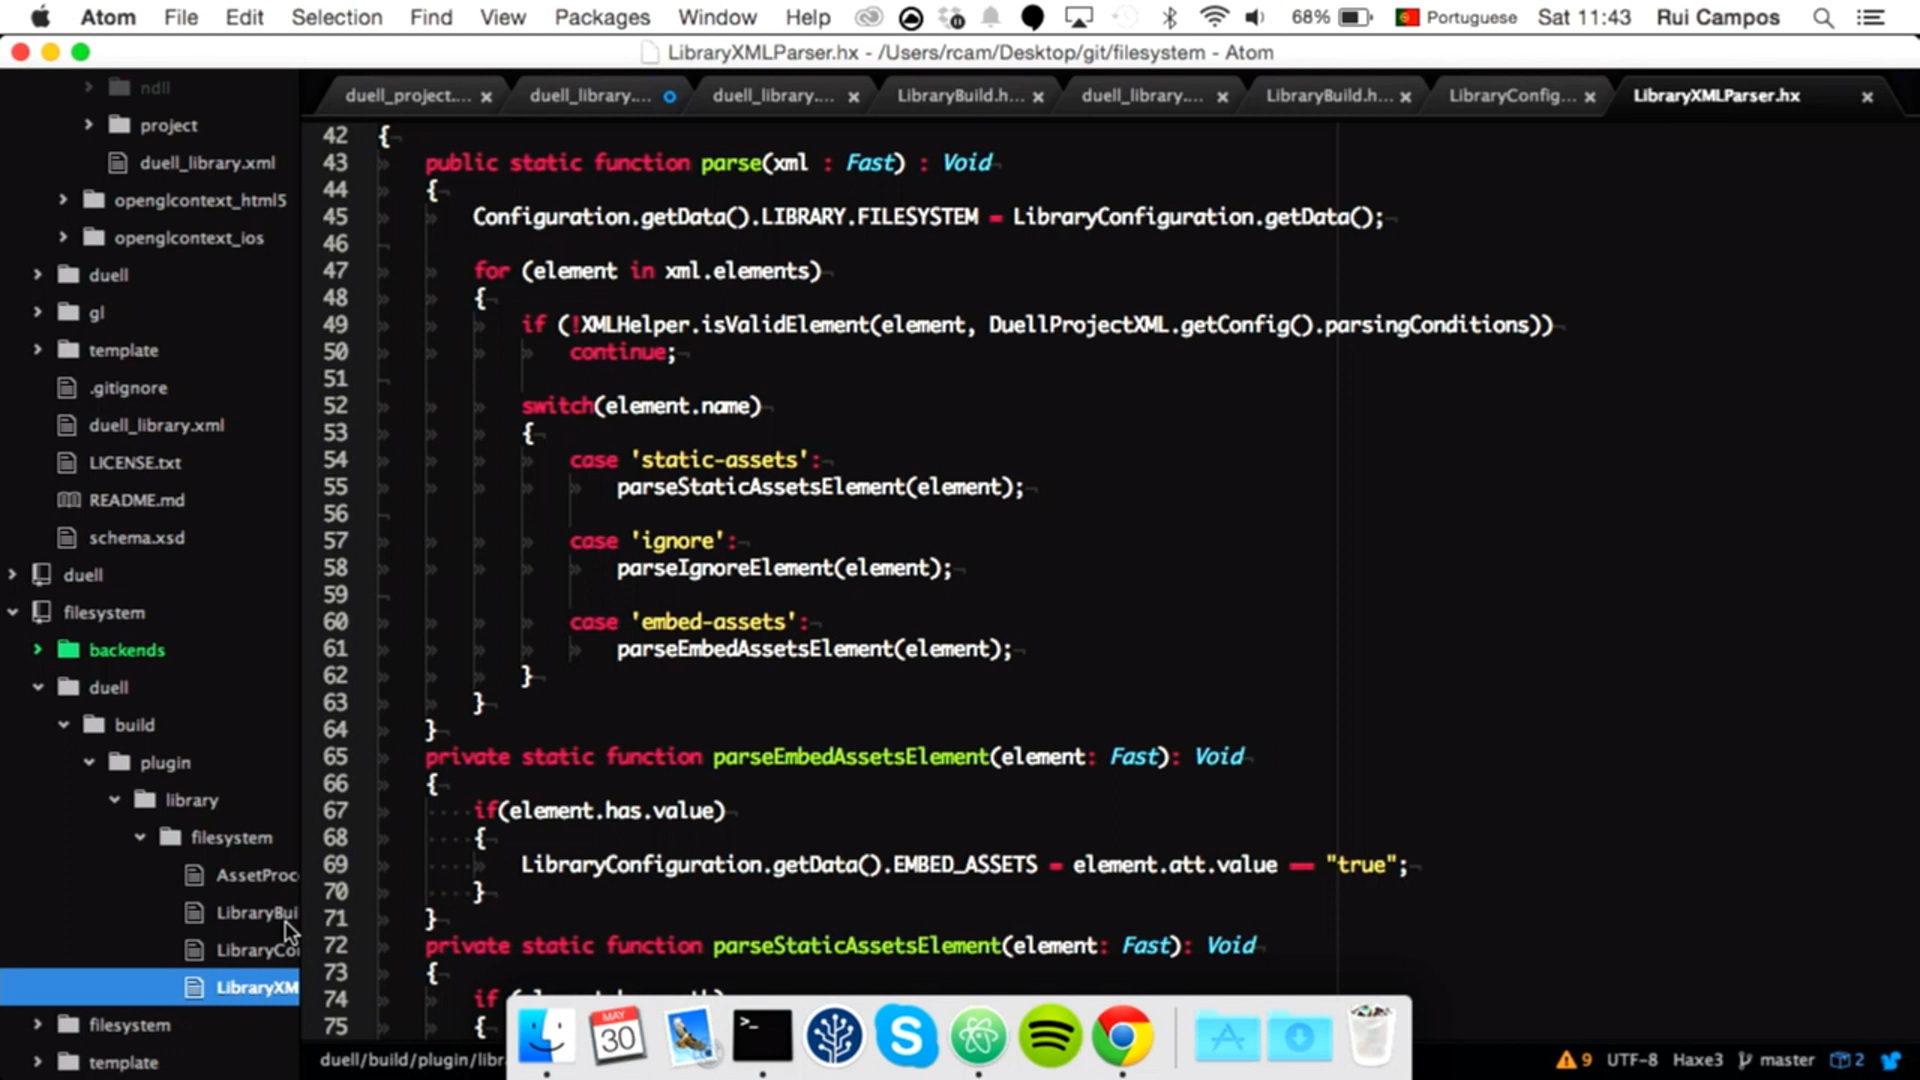 Atom File Edit Selection Find View Packages Window Help 68% Portuguese Sat 11:43 Rui Campos
LibraryXMLParser.hx - /Users/rcam/Desktop/git/filesystem - Atom
duell_project.... duell_library.... duell_library.... LibraryBuild.h... duell_library.... LibraryBuild.h... LibraryConfig... LibraryXMLParser.hx
ndll
project
duell_library.xml
openglcontext_html5
openglcontext_ios
duell
gl
template
.gitignore
duell_library.xml
LICENSE.txt
README.md
schema.xsd
duell
filesystem
backends
duell
build
plugin
library
filesystem
AssetProc
LibraryBui
LibraryCo
LibraryXM
filesystem
template
42 {
43 public static function parse(xml : Fast) : Void
44 {
45 Configuration.getData().LIBRARY.FILESYSTEM = LibraryConfiguration.getData();
46
47 for (element in xml.elements)
48 {
49 if (!XMLHelper.isValidElement(element, DuellProjectXML.getConfig().parsingConditions))
50 continue;
51
52 switch(element.name)
53 {
54 case 'static-assets':
55 parseStaticAssetsElement(element);
56
57 case 'ignore':
58 parseIgnoreElement(element);
59
60 case 'embed-assets':
61 parseEmbedAssetsElement(element);
62 }
63 }
64 }
65 private static function parseEmbedAssetsElement(element: Fast): Void
66 {
67 if(element.has.value)
68 {
69 LibraryConfiguration.getData().EMBED_ASSETS = element.att.value == "true";
70 }
71 }
72 private static function parseStaticAssetsElement(element: Fast): Void
73 {
74 if
75 {
MAY
30
duell/build/plugin/libr
9 UTF-8 Haxe3 master 2